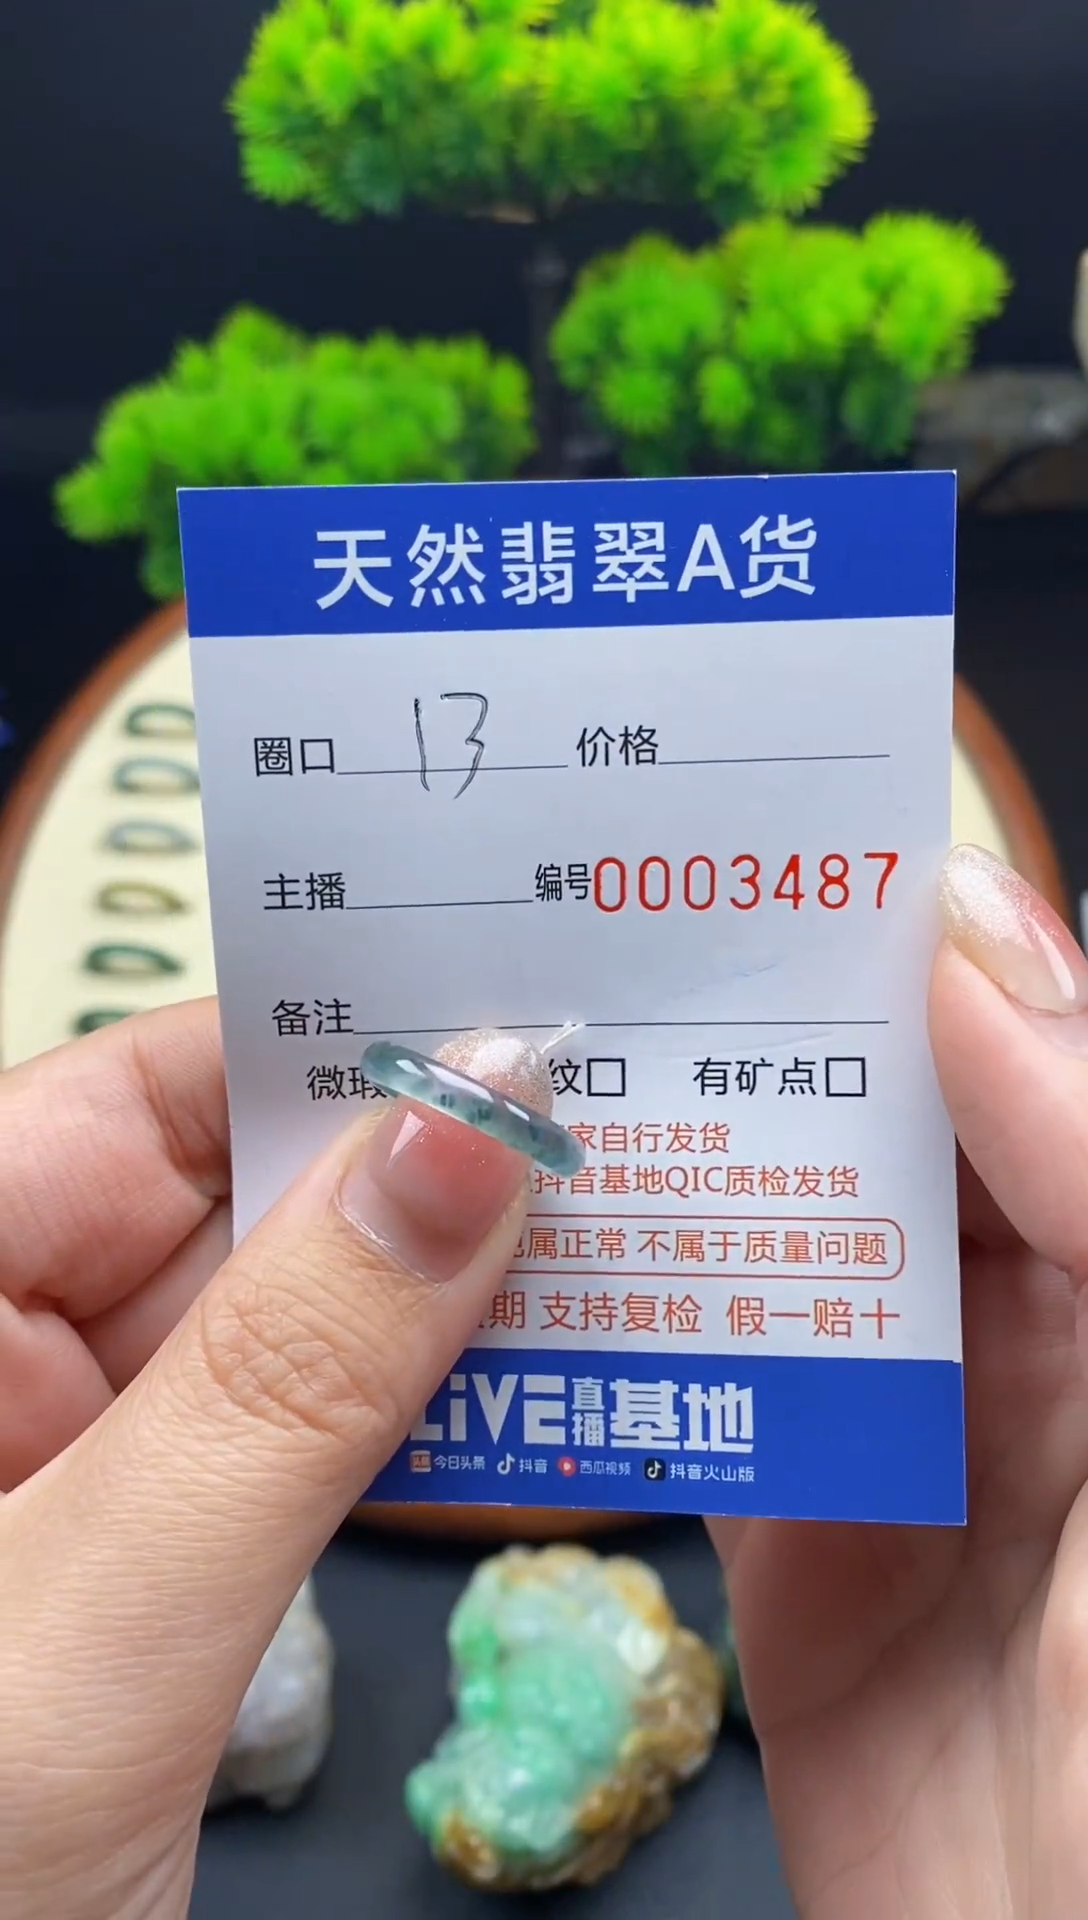 天然翡翠A货
圈口 13 价格
主播 编号0003487
备注
微瑕 纹□ 有矿点□
家自行发货
抖音基地QIC质检发货
属正常 不属于质量问题
期 支持复检 假一赔十
LiVE直播基地
今日头条 抖音 西瓜视频 抖音火山版